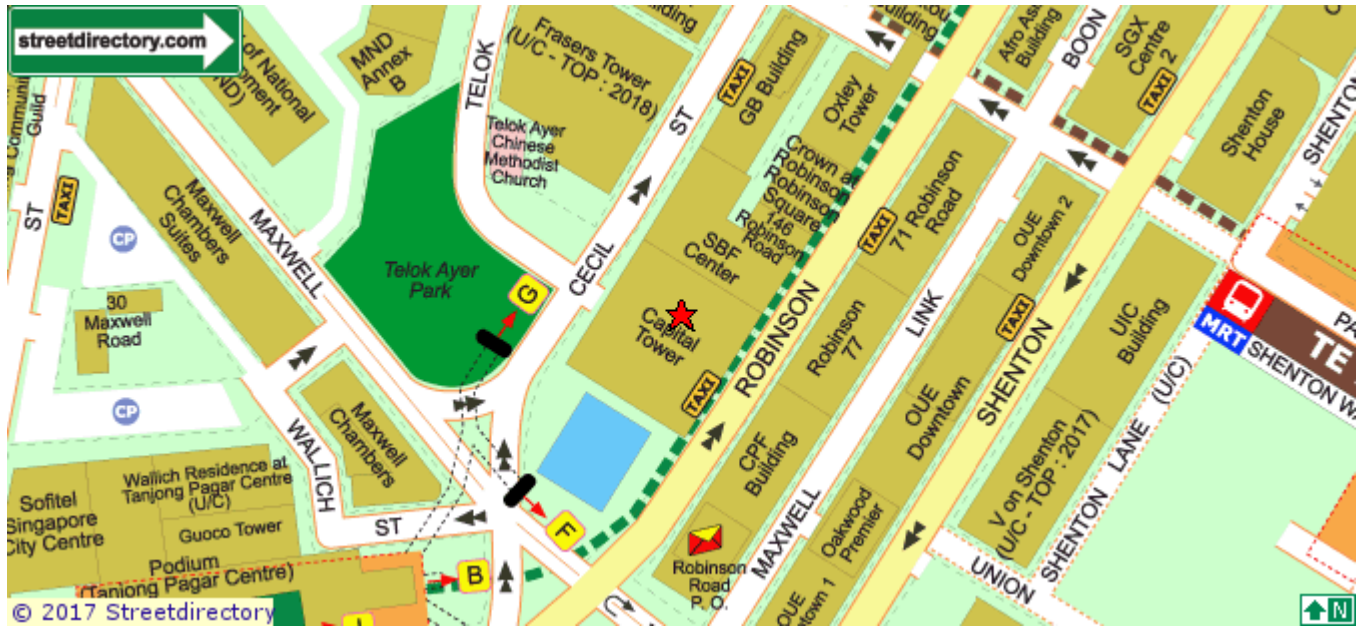 streetdirectory.com
of National
MND
Annex
B
TELOK
Frasers Tower
(U/C - TOP : 2018)
Telok Ayer
Chinese
Methodist
Church
ST
CECIL
TAXI
GB Building
Oxley
Tower
Crown at
Robinson
Robinson
Square
146
Robinson
Road
SBF
Center
Capital
Tower
TAXI
Building
Afro Asia
Building
BOON
SGX
Centre
2
TAXI
Shenton
House
SHENTON
TAXI
71 Robinson
Road
Robinson
77
ROBINSON
LINK
OUE
Downtown 2
TAXI
OUE
Downtown
SHENTON
UIC
Building
V on Shenton
(U/C - TOP : 2017)
SHENTON LANE (U/C)
MRT
SHENTON
TE
UNION
CPF
Building
Robinson
Road
P. O.
MAXWELL
Oakwood
Premier
OUE
Guild
ST
TAXI
CP
Maxwell
Chambers
Suites
MAXWELL
Telok Ayer
Park
G
30
Maxwell
Road
CP
Maxwell
Chambers
WALLICH
ST
Sofitel
Singapore
City Centre
Wallich Residence at
Tanjong Pagar Centre
(U/C)
Guoco Tower
Podium
(Tanjong Pagar Centre)
F
B
© 2017 Streetdirectory
N